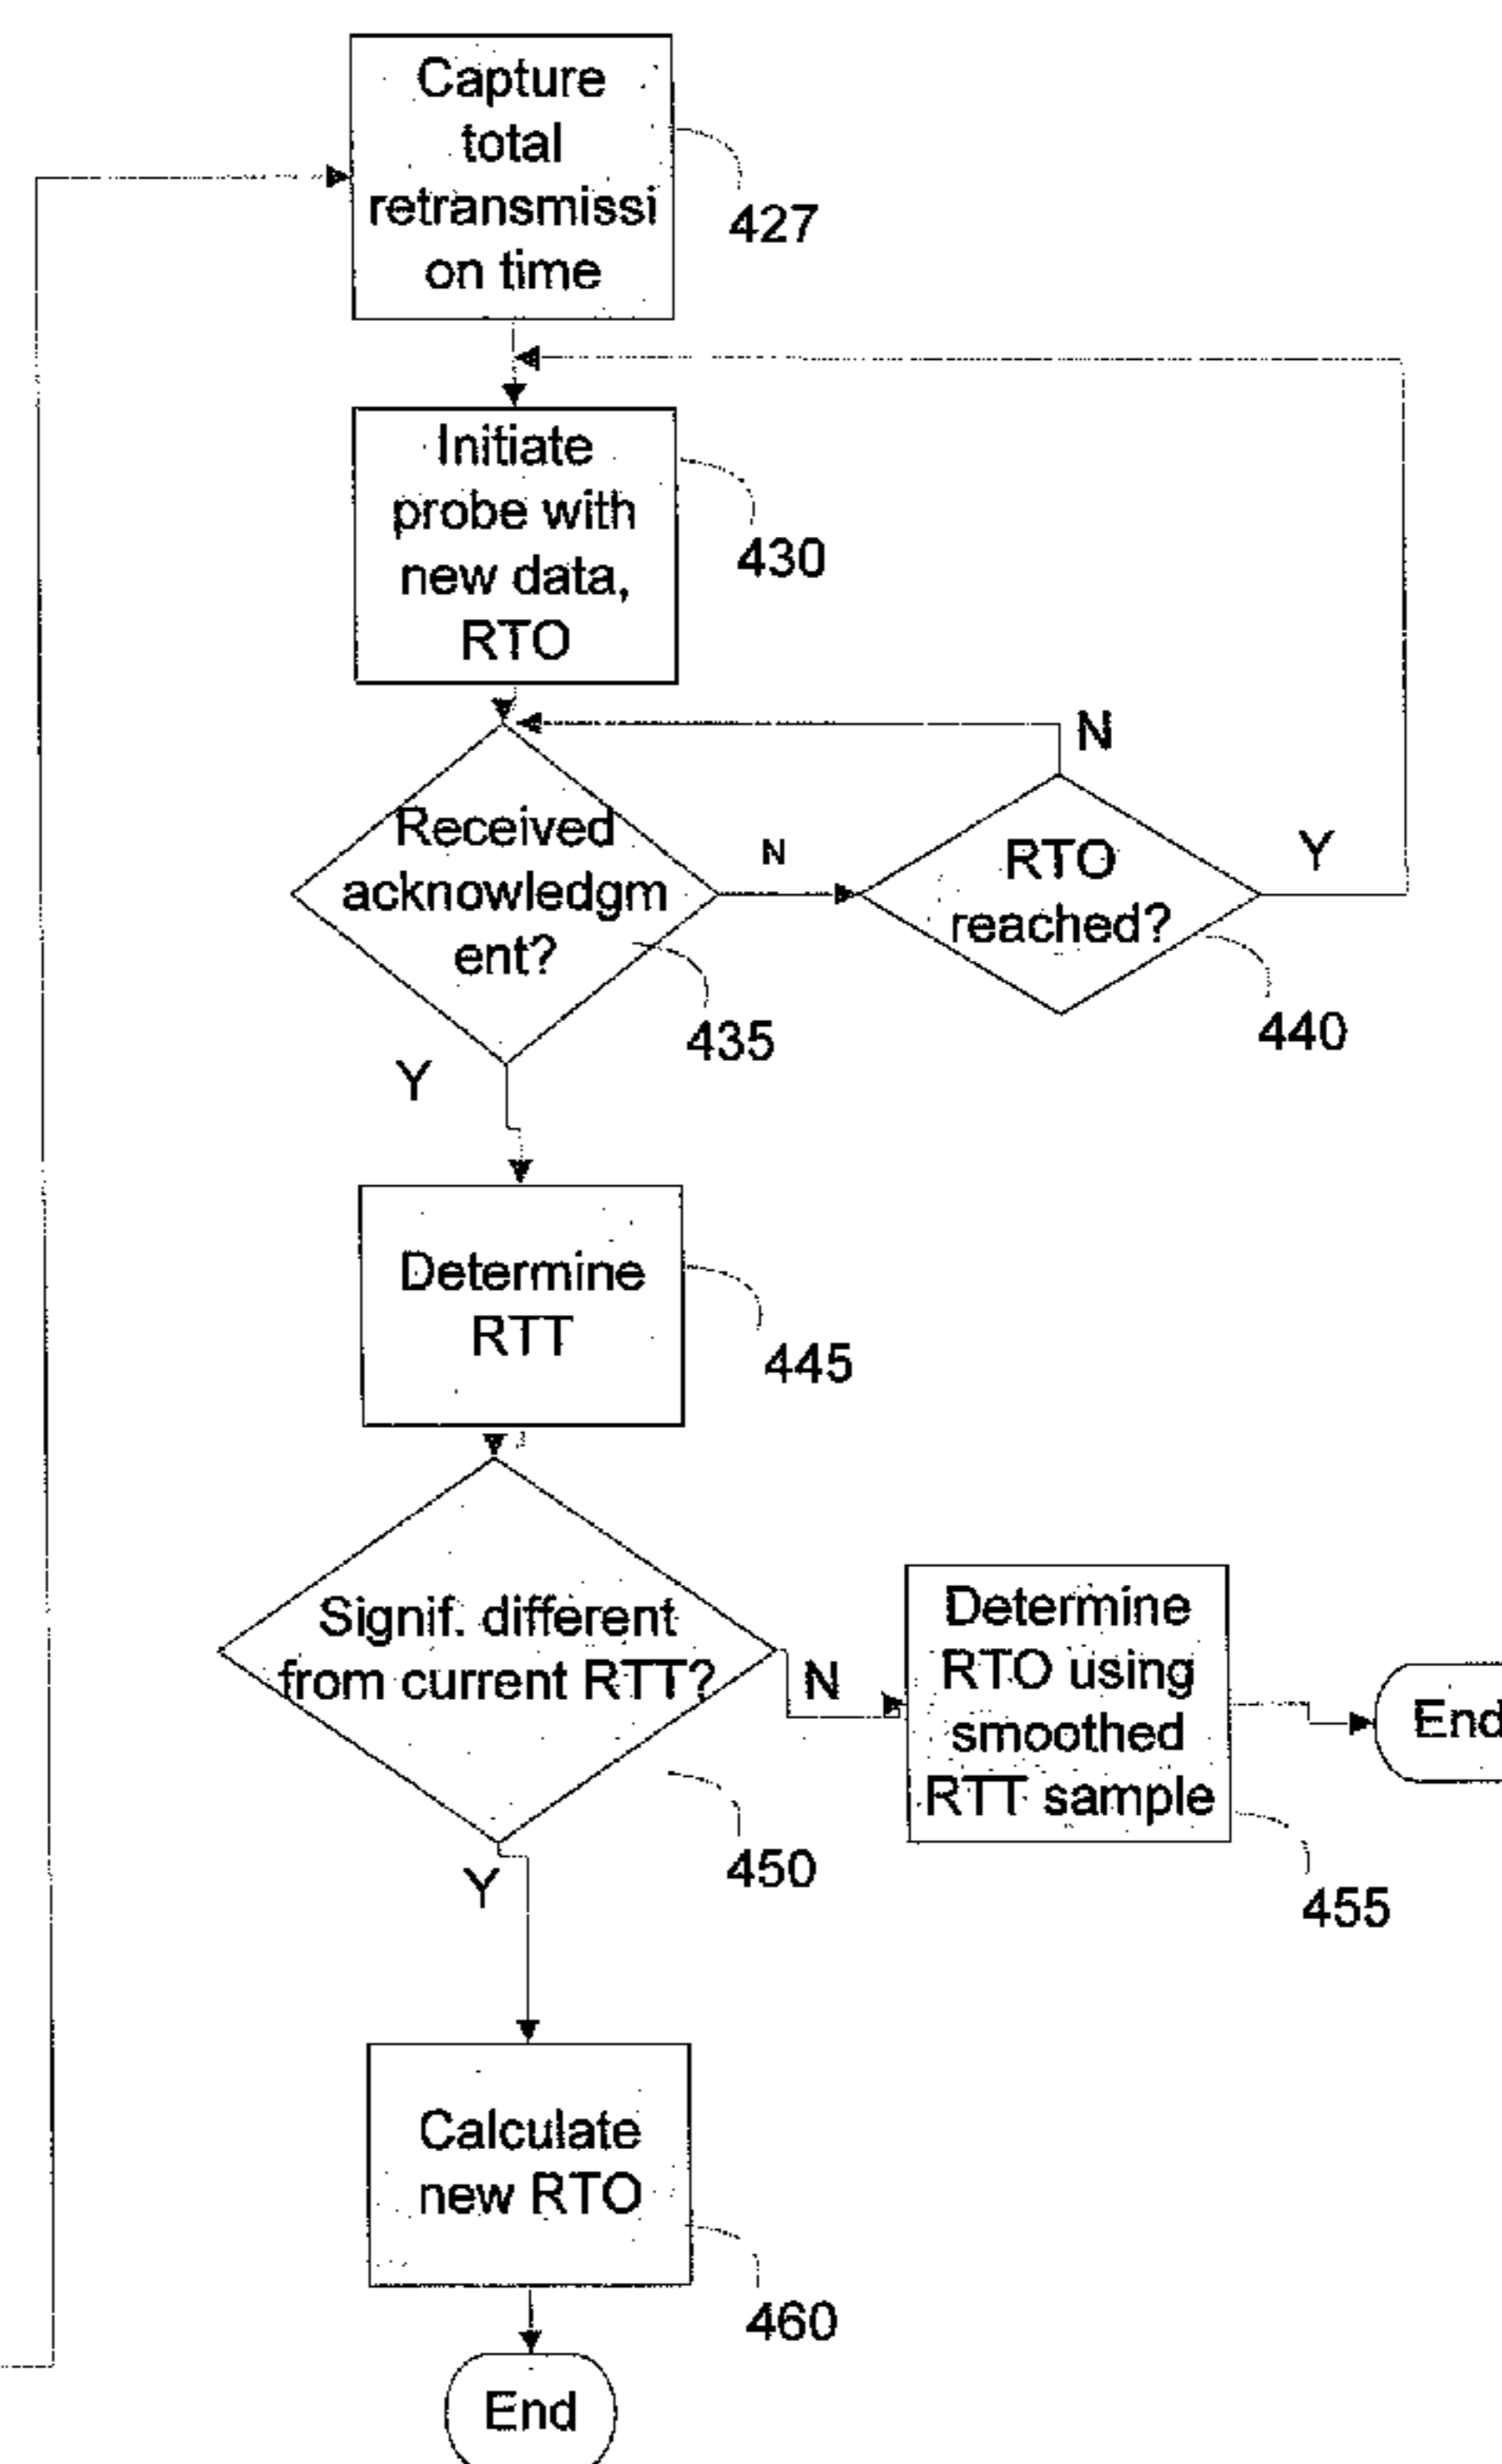 Capture
total
retransmissi
on time
427
Initiate
probe with
new data,
RTO
430
N
Received
acknowledgm
ent?
N
RTO
reached?
Y
435
440
Y
Determine
RTT
445
Signif. different
from current RTT?
N
Determine
RTO using
smoothed
RTT sample
End
450
455
Y
Calculate
new RTO
460
End